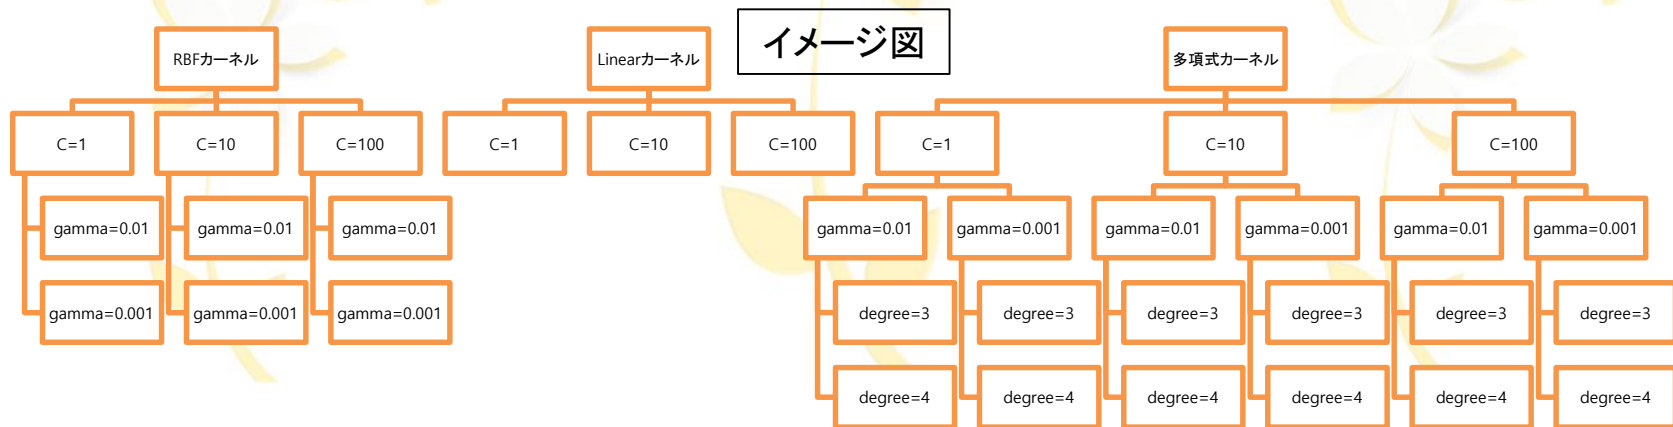 イメージ図
RBFカーネル
Linearカーネル
多項式カーネル
C=1
C=10
C=100
C=1
C=10
C=100
C=1
C=10
C=100
gamma=0.01
gamma=0.01
gamma=0.01
gamma=0.01
gamma=0.001
gamma=0.01
gamma=0.001
gamma=0.01
gamma=0.001
gamma=0.001
gamma=0.001
gamma=0.001
degree=3
degree=3
degree=3
degree=3
degree=3
degree=3
degree=4
degree=4
degree=4
degree=4
degree=4
degree=4